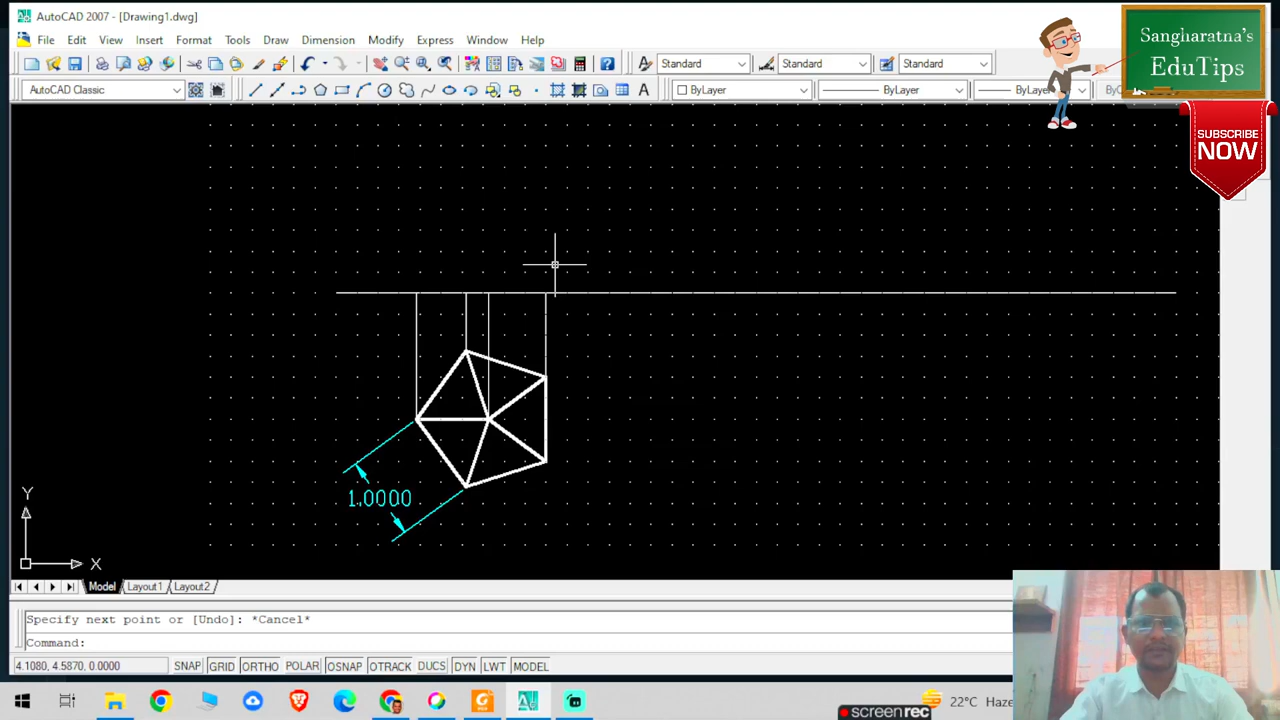 AutoCAD 2007 - [Drawing1.dwg]
File Edit View Insert Format Tools Draw Dimension Modify Express Window Help
Standard Standard Standard
AutoCAD Classic ByLayer ByLayer ByLayer
Sangharatna's
EduTips
SUBSCRIBE
NOW
1.0000
Y
X
Model Layout1 Layout2
Specify next point or [Undo]: *Cancel*
Command:
4.1080, 4.5870, 0.0000 SNAP GRID ORTHO POLAR OSNAP OTRACK DUCS DYN LWT MODEL
22°C Haze
screenrec